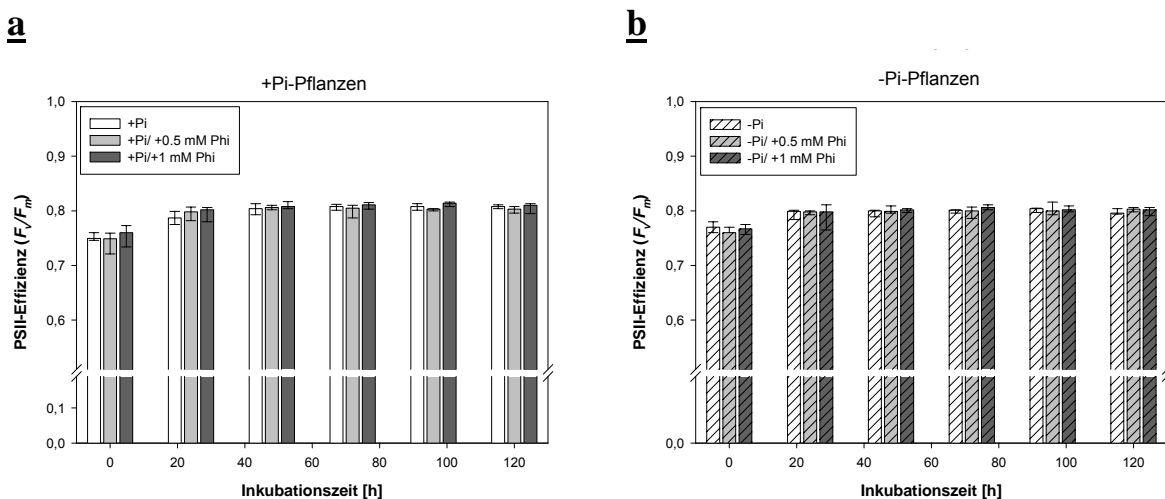 a
+Pi-Pflanzen
+Pi
+Pi/ +0.5 mM Phi
+Pi/+1 mM Phi
PSII-Effizienz (Fv/Fm)
1,0
0,9
0,8
0,7
0,6
0,1
0,0
0 20 40 60 80 100 120
Inkubationszeit [h]
b
-Pi-Pflanzen
-Pi
-Pi/ +0.5 mM Phi
-Pi/ +1 mM Phi
PSII-Effizienz (Fv/Fm)
1,0
0,9
0,8
0,7
0,6
0,1
0,0
0 20 40 60 80 100 120
Inkubationszeit [h]